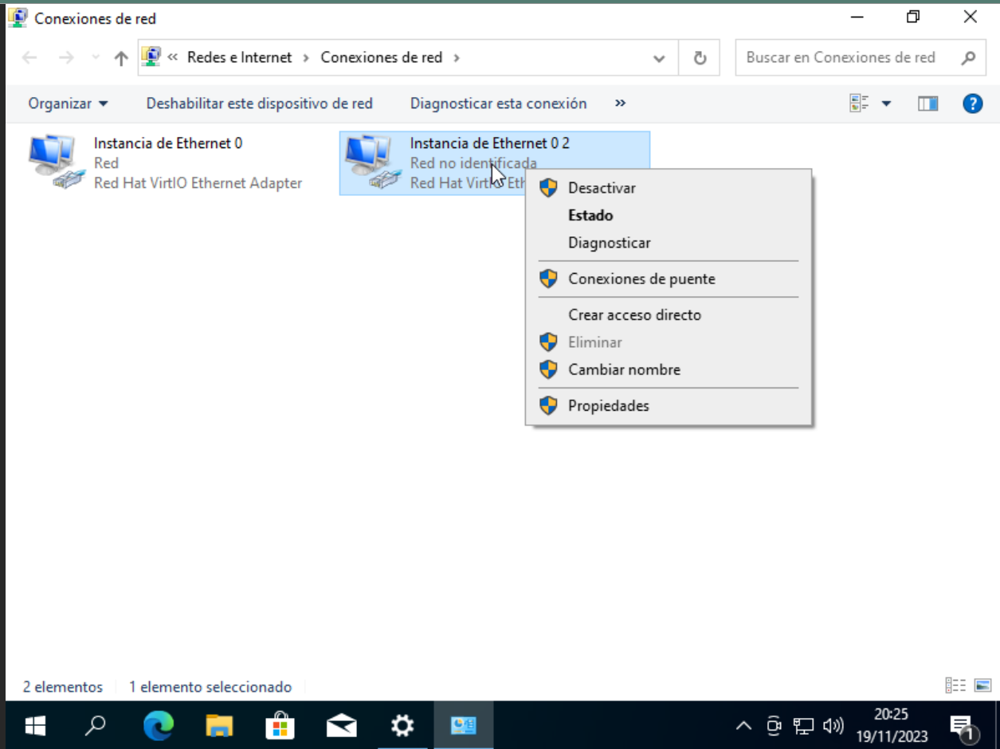 Conexiones de red
« Redes e Internet › Conexiones de red ›
Buscar en Conexiones de red
Organizar
Deshabilitar este dispositivo de red
Diagnosticar esta conexión
»
Instancia de Ethernet 0
Red
Red Hat VirtIO Ethernet Adapter
Instancia de Ethernet 0 2
Red no identificada
Red Hat VirtIO Eth
Desactivar
Estado
Diagnosticar
Conexiones de puente
Crear acceso directo
Eliminar
Cambiar nombre
Propiedades
2 elementos
1 elemento seleccionado
20:25
19/11/2023
1